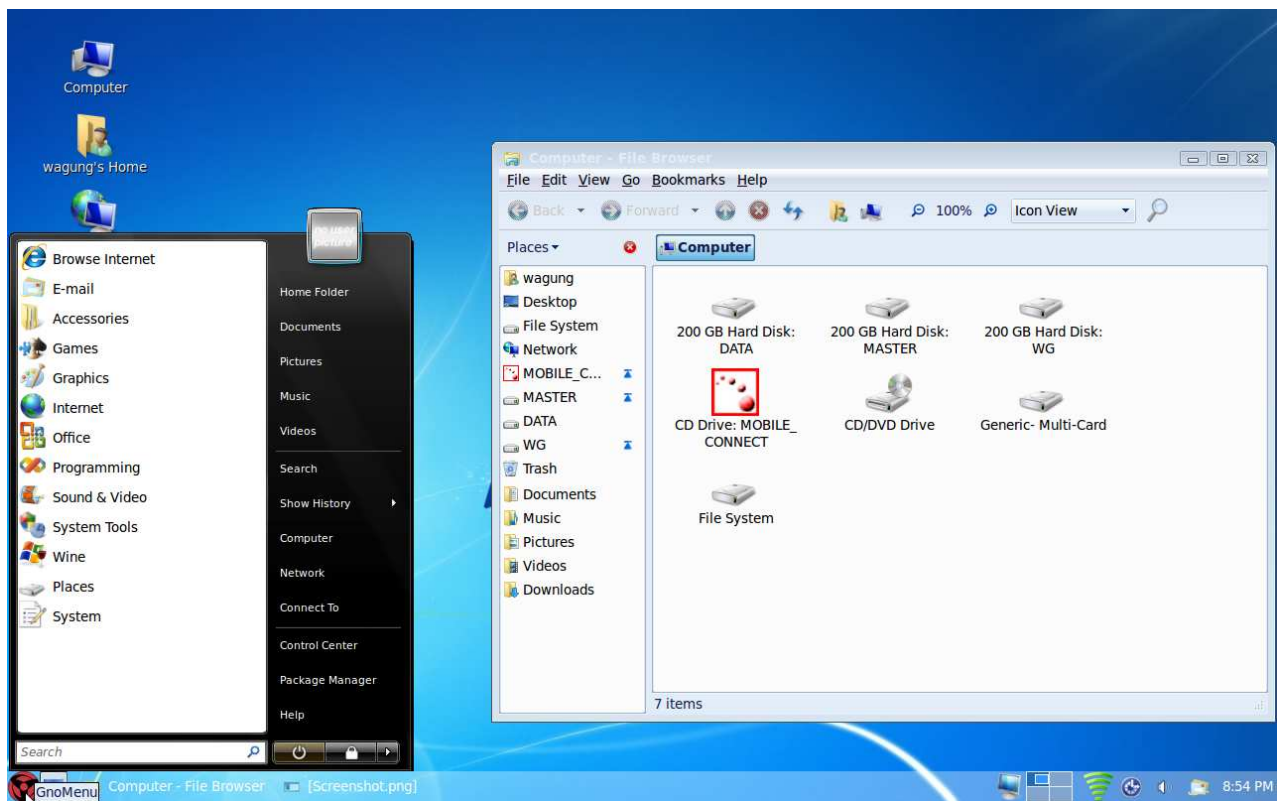 Computer
wagung's Home
no user
picture
Browse Internet
E-mail
Accessories
Games
Graphics
Internet
Office
Programming
Sound & Video
System Tools
Wine
Places
System
Search
Home Folder
Documents
Pictures
Music
Videos
Search
Show History
Computer
Network
Connect To
Control Center
Package Manager
Help
Computer - File Browser
File Edit View Go Bookmarks Help
Back Forward 100% Icon View
Places Computer
wagung
Desktop
File System
Network
MOBILE_C...
MASTER
DATA
WG
Trash
Documents
Music
Pictures
Videos
Downloads
200 GB Hard Disk:
DATA
200 GB Hard Disk:
MASTER
200 GB Hard Disk:
WG
CD Drive: MOBILE_
CONNECT
CD/DVD Drive
Generic- Multi-Card
File System
7 items
GnoMenu
Computer - File Browser
[Screenshot.png]
8:54 PM